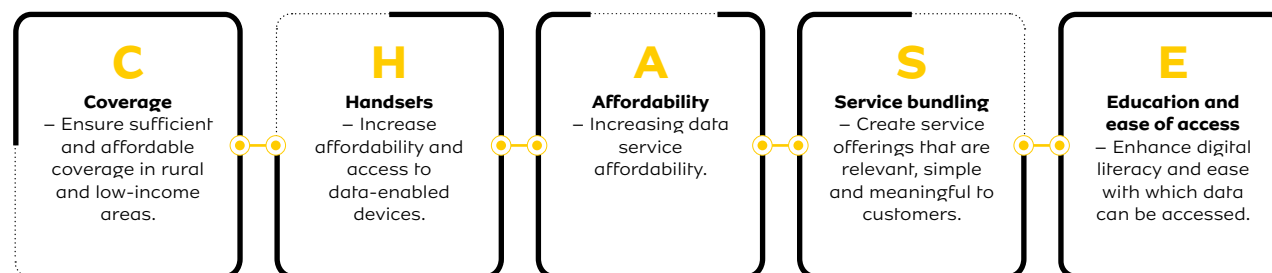 C
Coverage
– Ensure sufficient
and affordable
coverage in rural
and low-income
areas.
H
Handsets
– Increase
affordability and
access to
data-enabled
devices.
A
Affordability
– Increasing data
service
affordability.
S
Service bundling
– Create service
offerings that are
relevant, simple
and meaningful to
customers.
E
Education and
ease of access
– Enhance digital
literacy and ease
with which data
can be accessed.